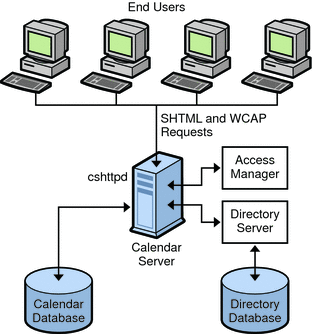 End Users
SHTML and WCAP
Requests
cshttpd
Access
Manager
Directory
Server
Calendar
Server
Calendar
Database
Directory
Database